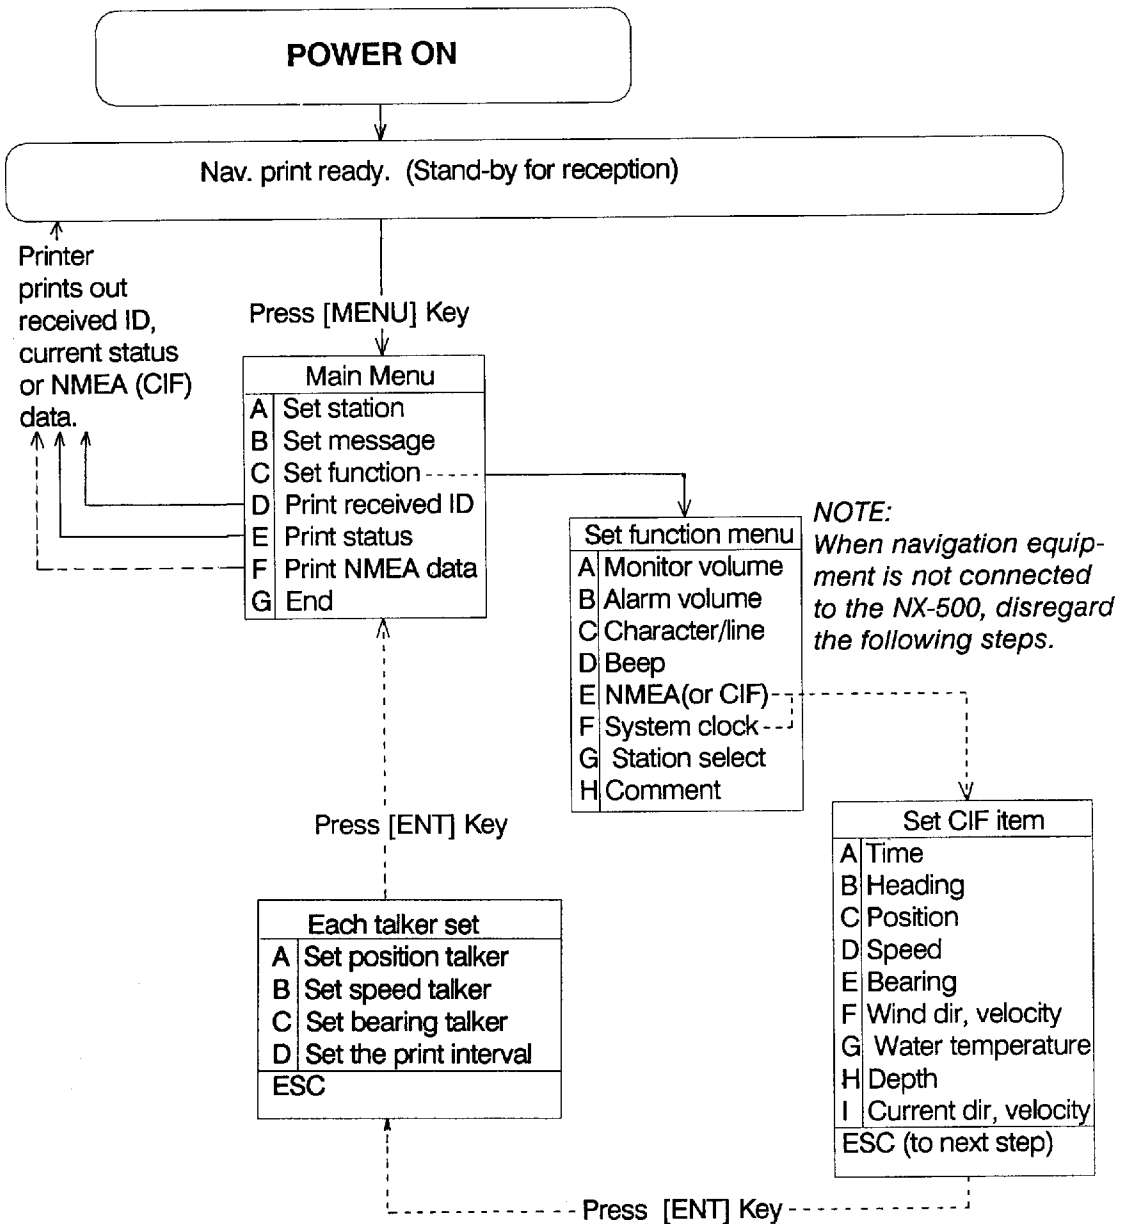 POWER ON
Nav. print ready. (Stand-by for reception)
Printer
prints out
received ID,
current status
or NMEA (CIF)
data.
Press [MENU] Key
Main Menu
A Set station
B Set message
C Set function
D Print received ID
E Print status
F Print NMEA data
G End
Set function menu
A Monitor volume
B Alarm volume
C Character/line
D Beep
E NMEA(or CIF)
F System clock
G Station select
H Comment
NOTE:
When navigation equip-
ment is not connected
to the NX-500, disregard
the following steps.
Set CIF item
A Time
B Heading
C Position
D Speed
E Bearing
F Wind dir, velocity
G Water temperature
H Depth
I Current dir, velocity
ESC (to next step)
Press [ENT] Key
Each talker set
A Set position talker
B Set speed talker
C Set bearing talker
D Set the print interval
ESC
Press [ENT] Key